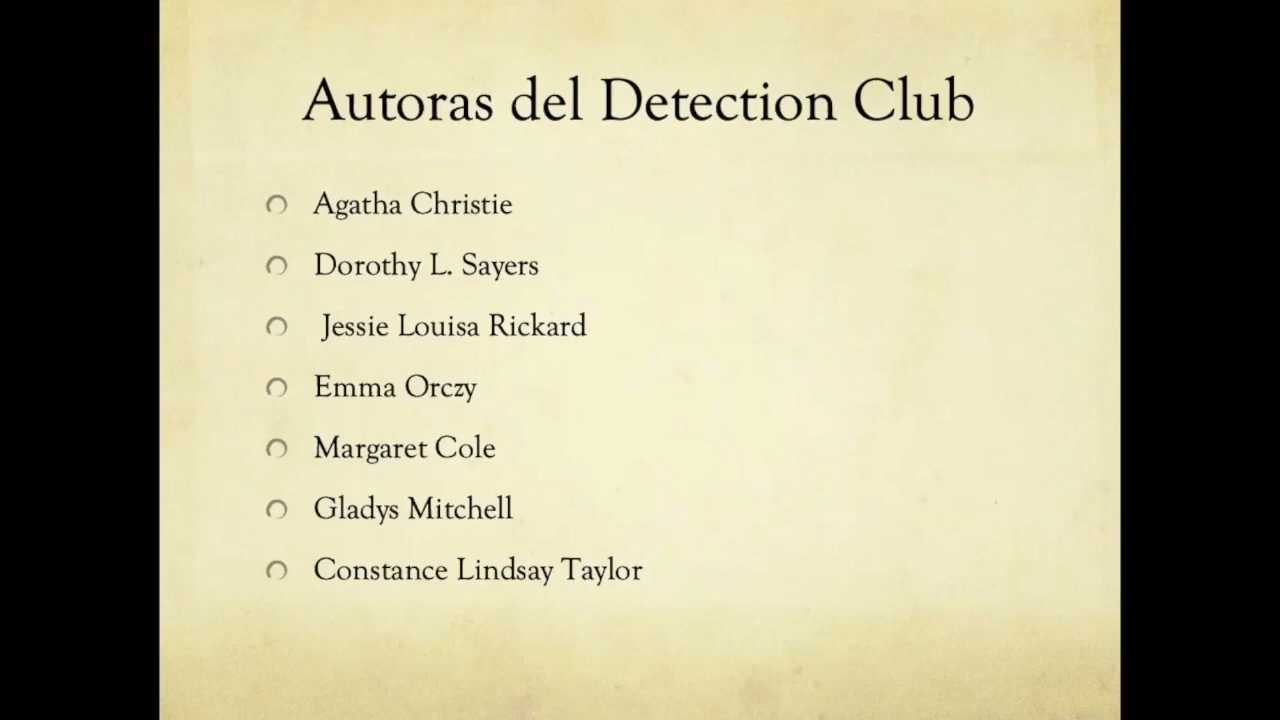 Autoras del Detection Club
Agatha Christie
Dorothy L. Sayers
Jessie Louisa Rickard
Emma Orczy
Margaret Cole
Gladys Mitchell
Constance Lindsay Taylor